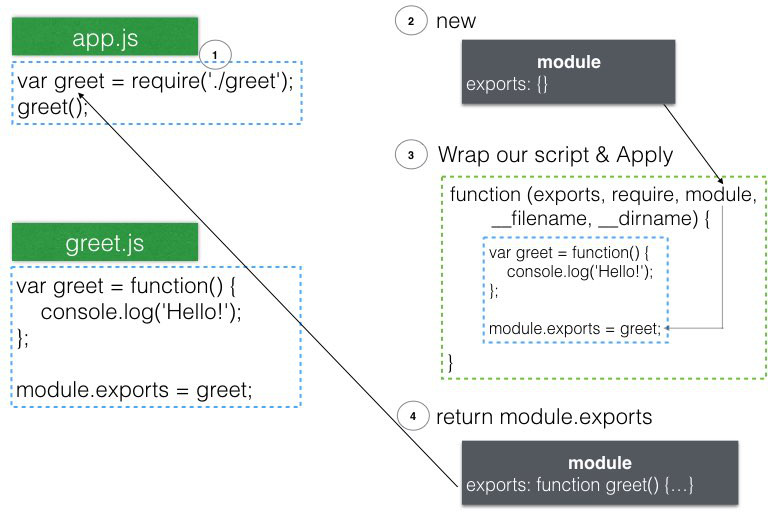 app.js
1
var greet = require('./greet');
greet();
greet.js
var greet = function() {
console.log('Hello!');
};
module.exports = greet;
2 new
module
exports: {}
3 Wrap our script & Apply
function (exports, require, module,
__filename, __dirname) {
var greet = function() {
console.log('Hello!');
};
module.exports = greet;
}
4 return module.exports
module
exports: function greet() {...}